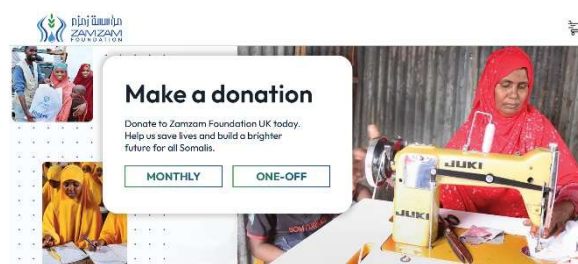 مؤسسة زمزم
ZAMZAM
FOUNDATION
Make a donation
Donate to Zamzam Foundation UK today.
Help us save lives and build a brighter
future for all Somalis.
MONTHLY
ONE-OFF
JUKI
JUKI